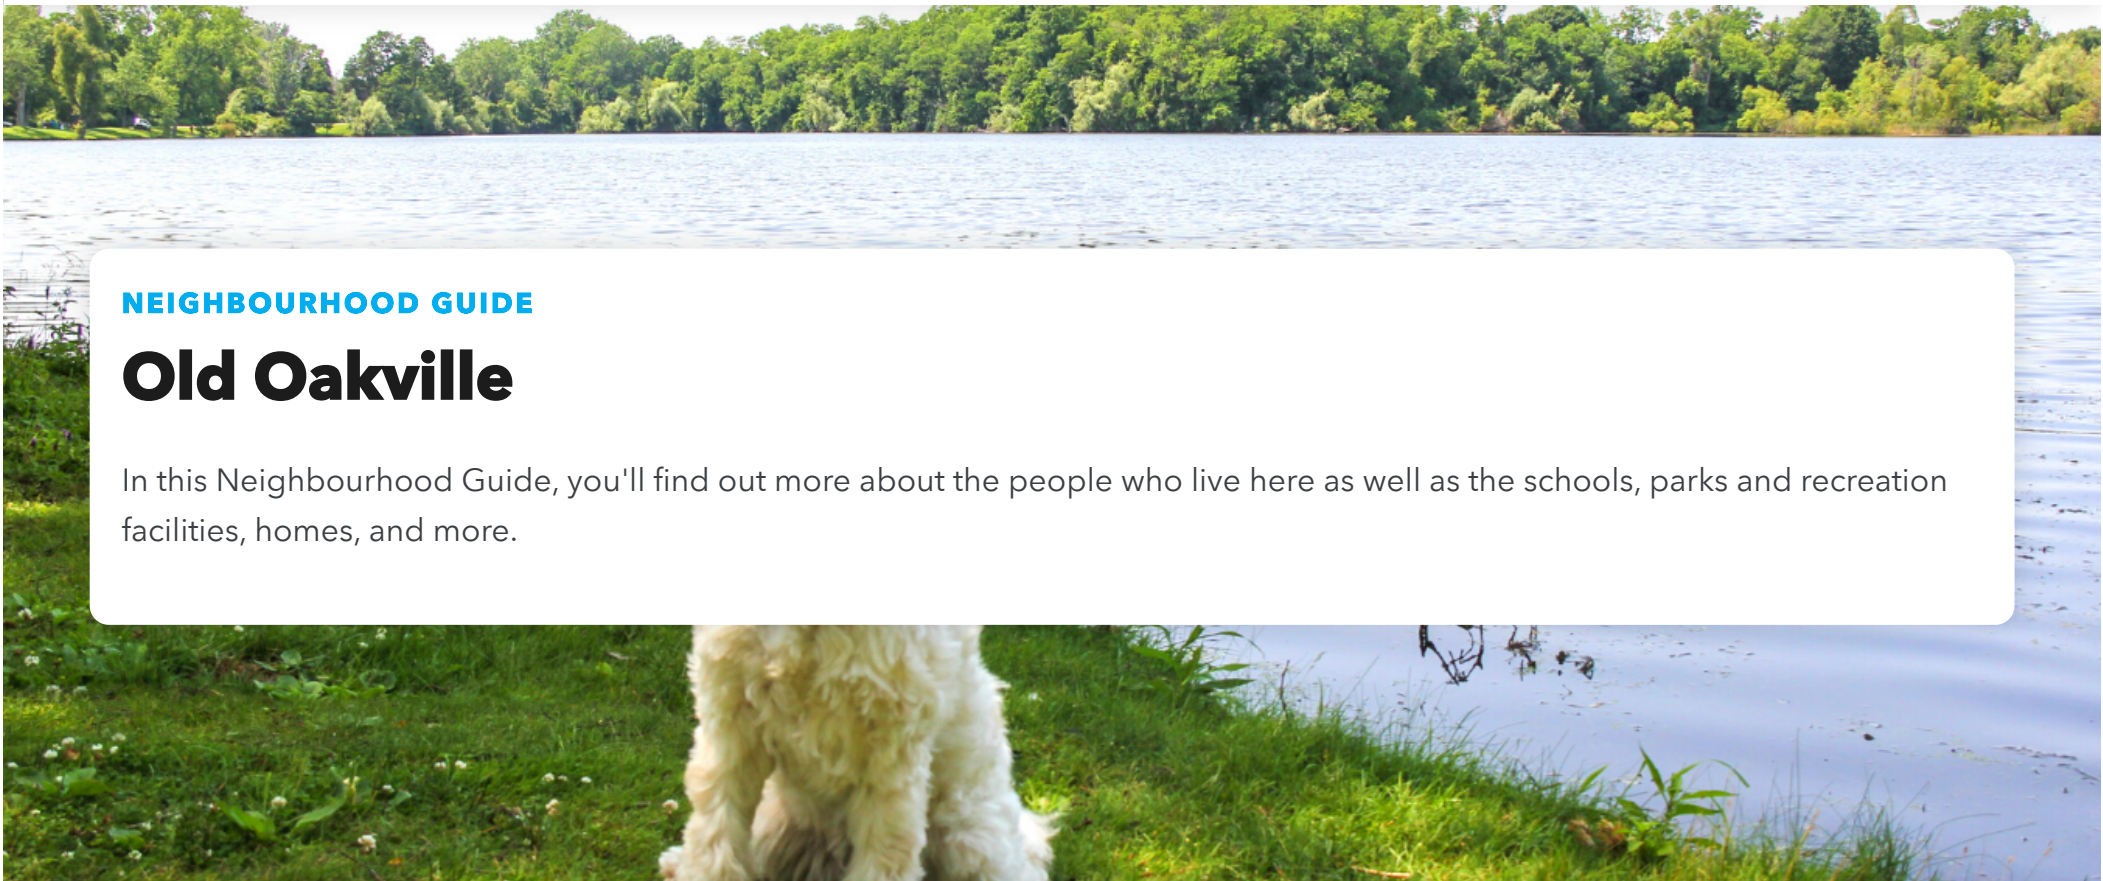 NEIGHBOURHOOD GUIDE
Old Oakville
In this Neighbourhood Guide, you'll find out more about the people who live here as well as the schools, parks and recreation
facilities, homes, and more.